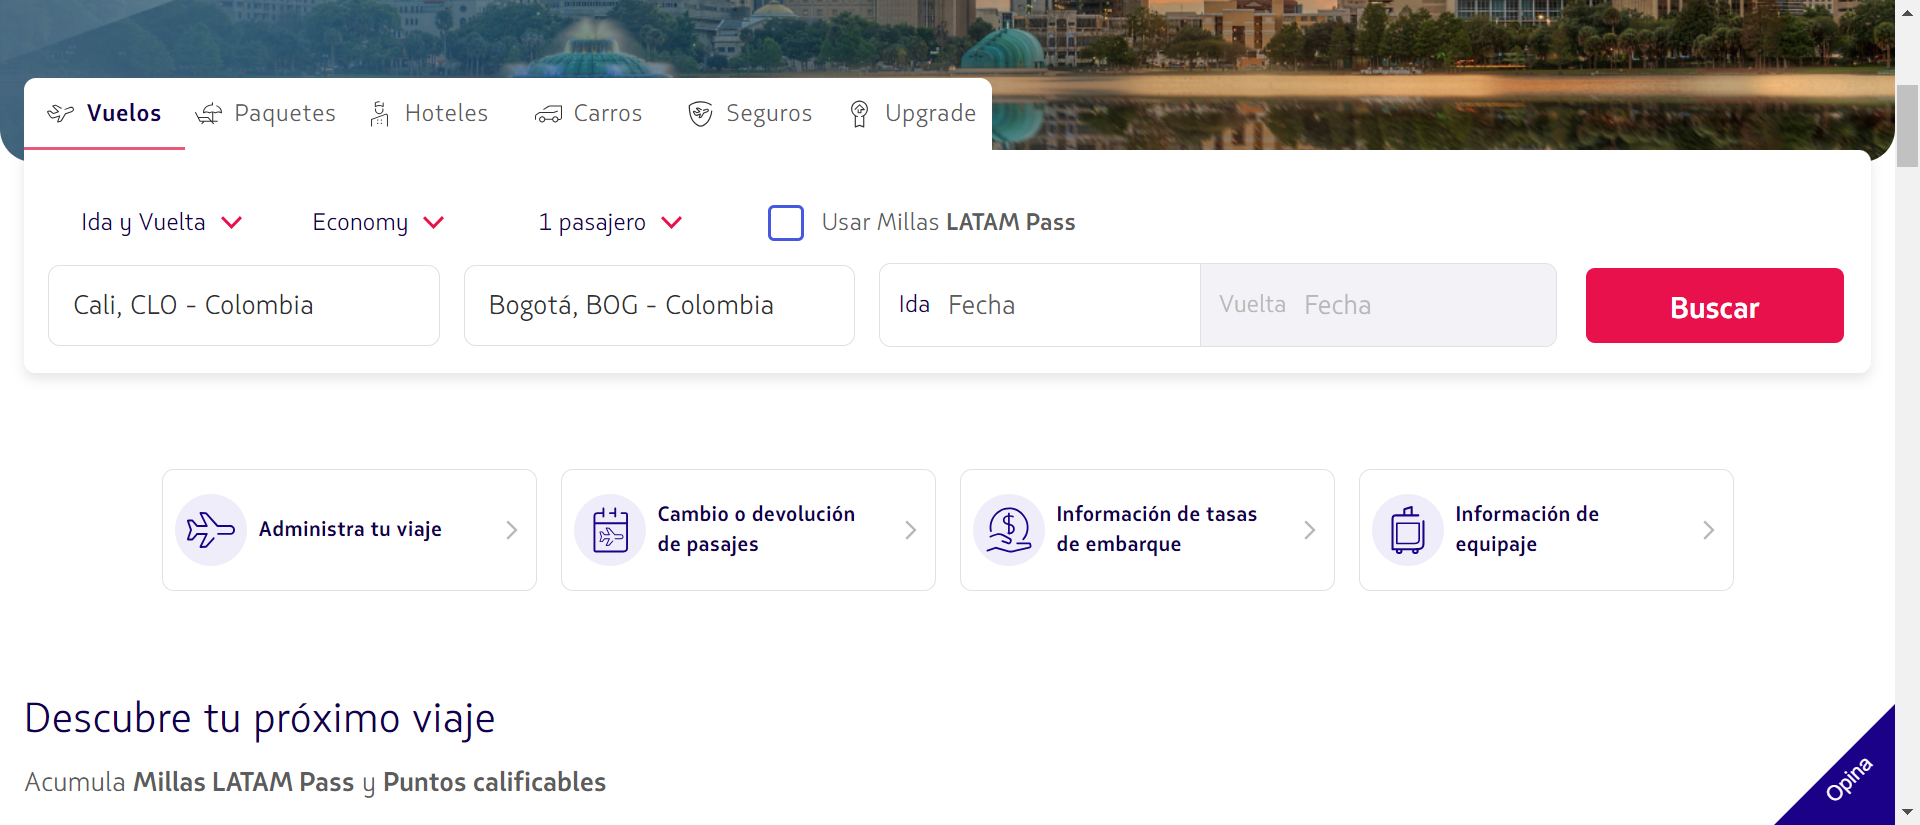 Vuelos Paquetes Hoteles Carros Seguros Upgrade
Ida y Vuelta Economy 1 pasajero Usar Millas LATAM Pass
Cali, CLO - Colombia Bogotá, BOG - Colombia Ida Fecha Vuelta Fecha Buscar
Administra tu viaje
Cambio o devolución
de pasajes
Información de tasas
de embarque
Información de
equipaje
Descubre tu próximo viaje
Acumula Millas LATAM Pass y Puntos calificables
Opina